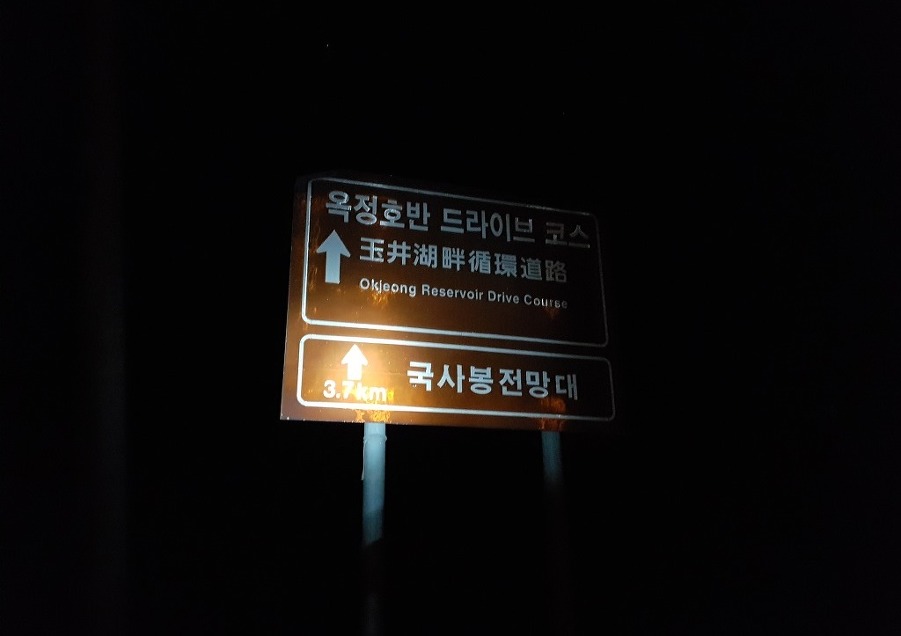 옥정호반 드라이브 코스
玉井湖畔循環道路
Okjeong Reservoir Drive Course
국사봉전망대
3.7km